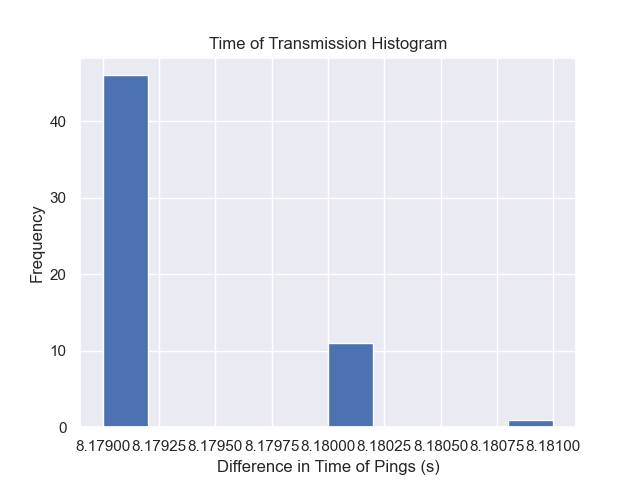 Time of Transmission Histogram
Frequency
40
30
20
10
0
8.17900 8.17925 8.17950 8.17975 8.18000 8.18025 8.18050 8.18075 8.18100
Difference in Time of Pings (s)